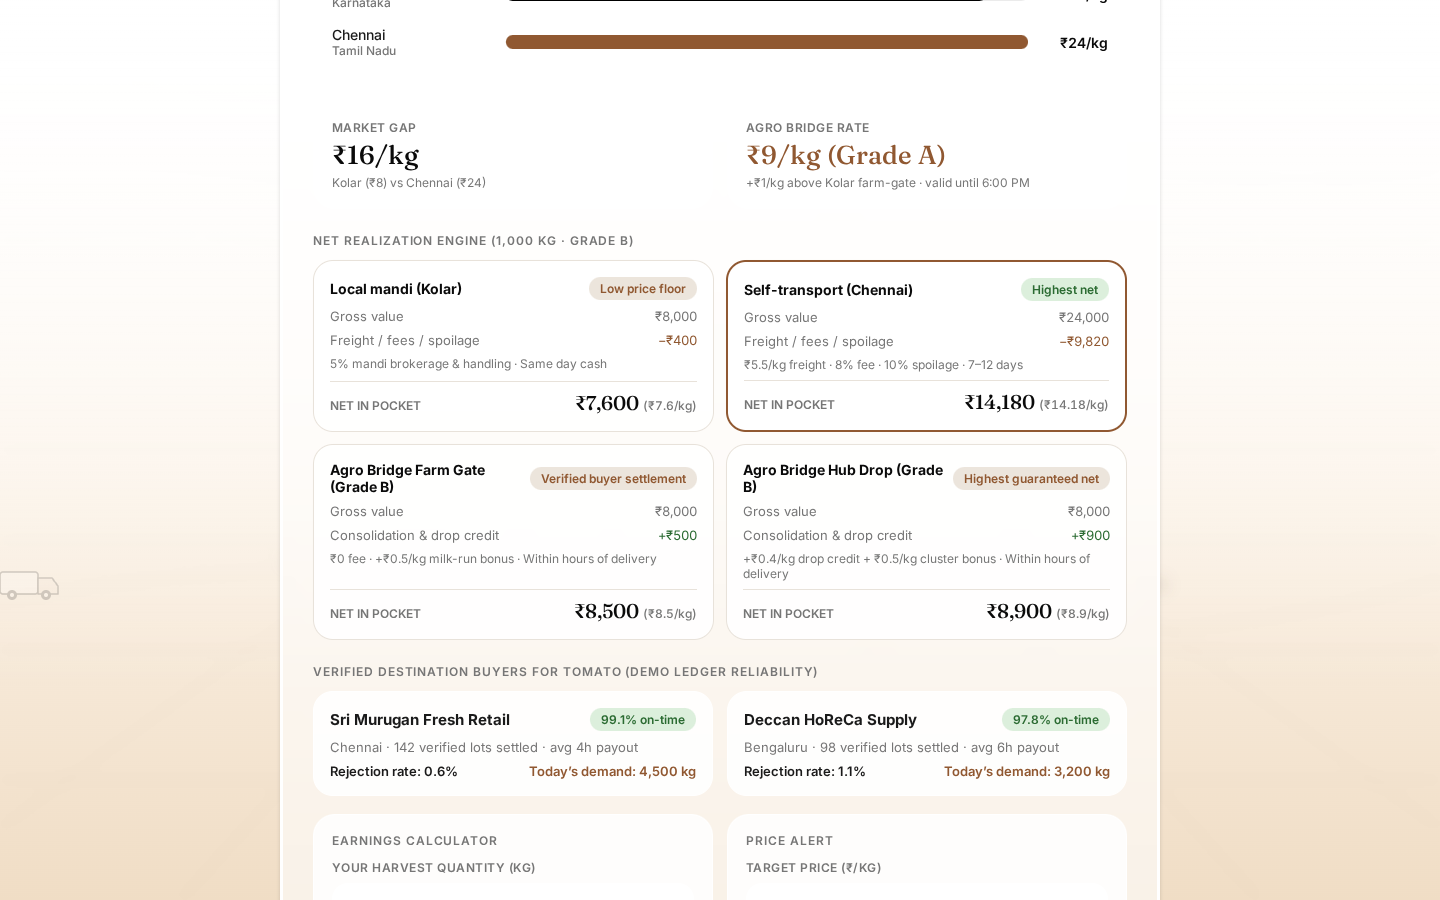 Karnataka
Chennai
Tamil Nadu
₹24/kg
MARKET GAP
₹16/kg
Kolar (₹8) vs Chennai (₹24)
AGRO BRIDGE RATE
₹9/kg (Grade A)
+₹1/kg above Kolar farm-gate · valid until 6:00 PM
NET REALIZATION ENGINE (1,000 KG · GRADE B)
Local mandi (Kolar)
Low price floor
Gross value
₹8,000
Freight / fees / spoilage
−₹400
5% mandi brokerage & handling · Same day cash
NET IN POCKET
₹7,600 (₹7.6/kg)
Self-transport (Chennai)
Highest net
Gross value
₹24,000
Freight / fees / spoilage
−₹9,820
₹5.5/kg freight · 8% fee · 10% spoilage · 7–12 days
NET IN POCKET
₹14,180 (₹14.18/kg)
Agro Bridge Farm Gate
(Grade B)
Verified buyer settlement
Gross value
₹8,000
Consolidation & drop credit
+₹500
₹0 fee · +₹0.5/kg milk-run bonus · Within hours of delivery
NET IN POCKET
₹8,500 (₹8.5/kg)
Agro Bridge Hub Drop (Grade
B)
Highest guaranteed net
Gross value
₹8,000
Consolidation & drop credit
+₹900
+₹0.4/kg drop credit + ₹0.5/kg cluster bonus · Within hours of
delivery
NET IN POCKET
₹8,900 (₹8.9/kg)
VERIFIED DESTINATION BUYERS FOR TOMATO (DEMO LEDGER RELIABILITY)
Sri Murugan Fresh Retail
99.1% on-time
Chennai · 142 verified lots settled · avg 4h payout
Rejection rate: 0.6%
Today's demand: 4,500 kg
Deccan HoReCa Supply
97.8% on-time
Bengaluru · 98 verified lots settled · avg 6h payout
Rejection rate: 1.1%
Today's demand: 3,200 kg
EARNINGS CALCULATOR
YOUR HARVEST QUANTITY (KG)
PRICE ALERT
TARGET PRICE (₹/KG)